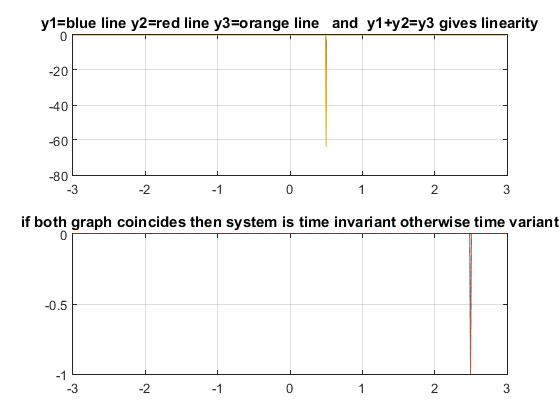 y1=blue line y2=red line y3=orange line   and  y1+y2=y3 gives linearity
0
-20
-40
-60
-80
-3 -2 -1 0 1 2 3
if both graph coincides then system is time invariant otherwise time variant
0
-0.5
-1
-3 -2 -1 0 1 2 3